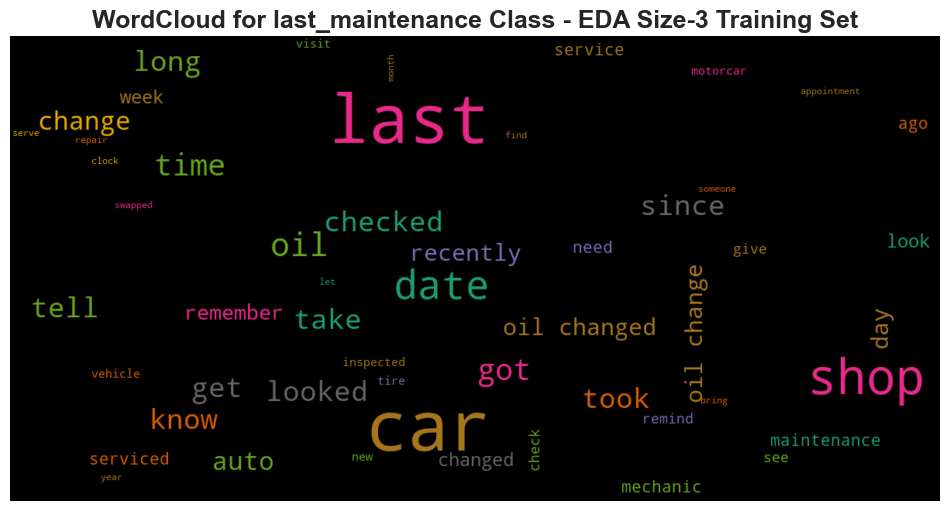 WordCloud for last_maintenance Class - EDA Size-3 Training Set
visit
service
long
month
motorcar
week
appointment
last
change
ago
serve
find
repair
clock
time
someone
swapped
since
checked
oil
recently
need
give
look
let
date
tell
remember
take
oil changed
oil change
day
inspected
got
vehicle
tire
shop
get
looked
took
bring
know
car
remind
maintenance
serviced
auto
new
changed
check
see
year
mechanic